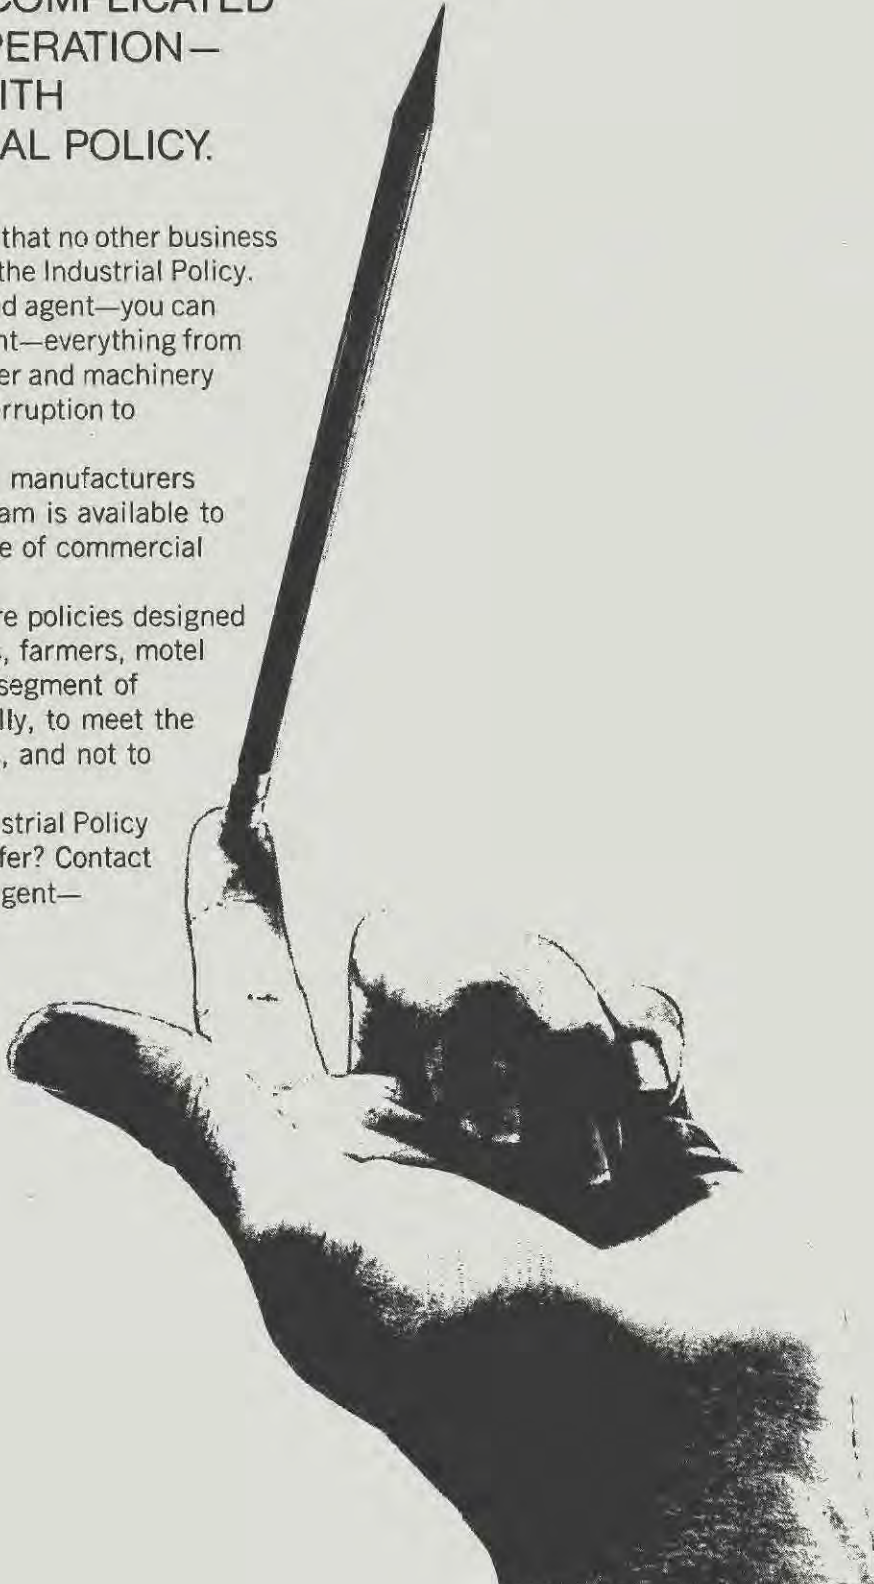 COMPLICATED
PERATION—
ITH
AL POLICY.
that no other business
the Industrial Policy.
d agent—you can
nt—everything from
er and machinery
rruption to
manufacturers
am is available to
e of commercial
re policies designed
s, farmers, motel
segment of
lly, to meet the
s, and not to
strial Policy
fer? Contact
gent—